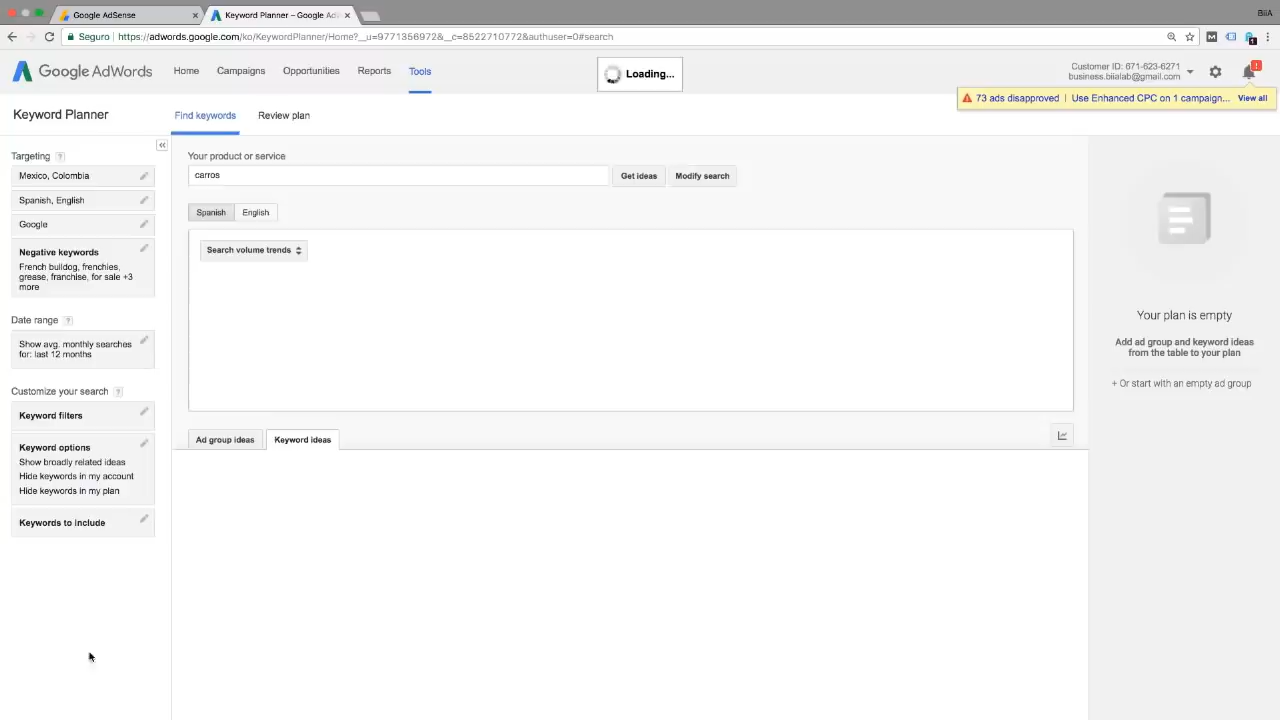 Google AdSense
Keyword Planner – Google Ad
BiiA
Seguro
https://adwords.google.com/ko/KeywordPlanner/Home?__u=9771356972&__c=8522710772&authuser=0#search
Google AdWords
Home
Campaigns
Opportunities
Reports
Tools
Loading...
Customer ID: 671-623-6271
business.biialab@gmail.com
73 ads disapproved | Use Enhanced CPC on 1 campaign... View all
Keyword Planner
Find keywords
Review plan
Targeting ?
Mexico, Colombia
Spanish, English
Google
Negative keywords
French bulldog, frenchies,
grease, franchise, for sale +3
more
Date range ?
Show avg. monthly searches
for: last 12 months
Customize your search ?
Keyword filters
Keyword options
Show broadly related ideas
Hide keywords in my account
Hide keywords in my plan
Keywords to include
Your product or service
carros
Get ideas
Modify search
Spanish
English
Search volume trends
Ad group ideas
Keyword ideas
Your plan is empty
Add ad group and keyword ideas
from the table to your plan
+ Or start with an empty ad group